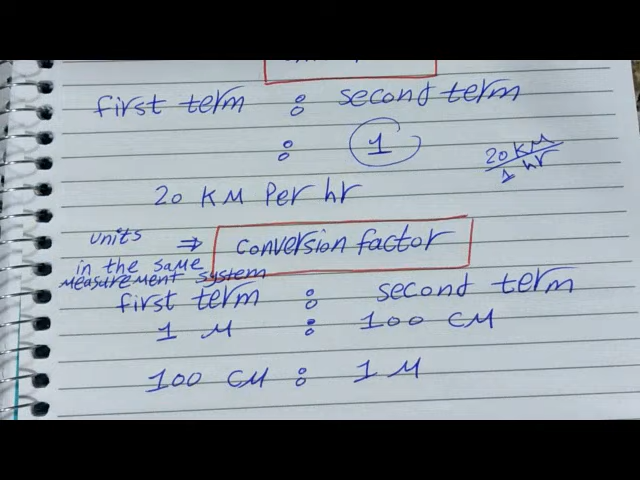 first term : second term
: 1
20 KM
1 hr
20 KM Per hr
units ⇒ conversion factor
in the same
measurement system
first term : second term
1 M : 100 CM
100 CM : 1 M